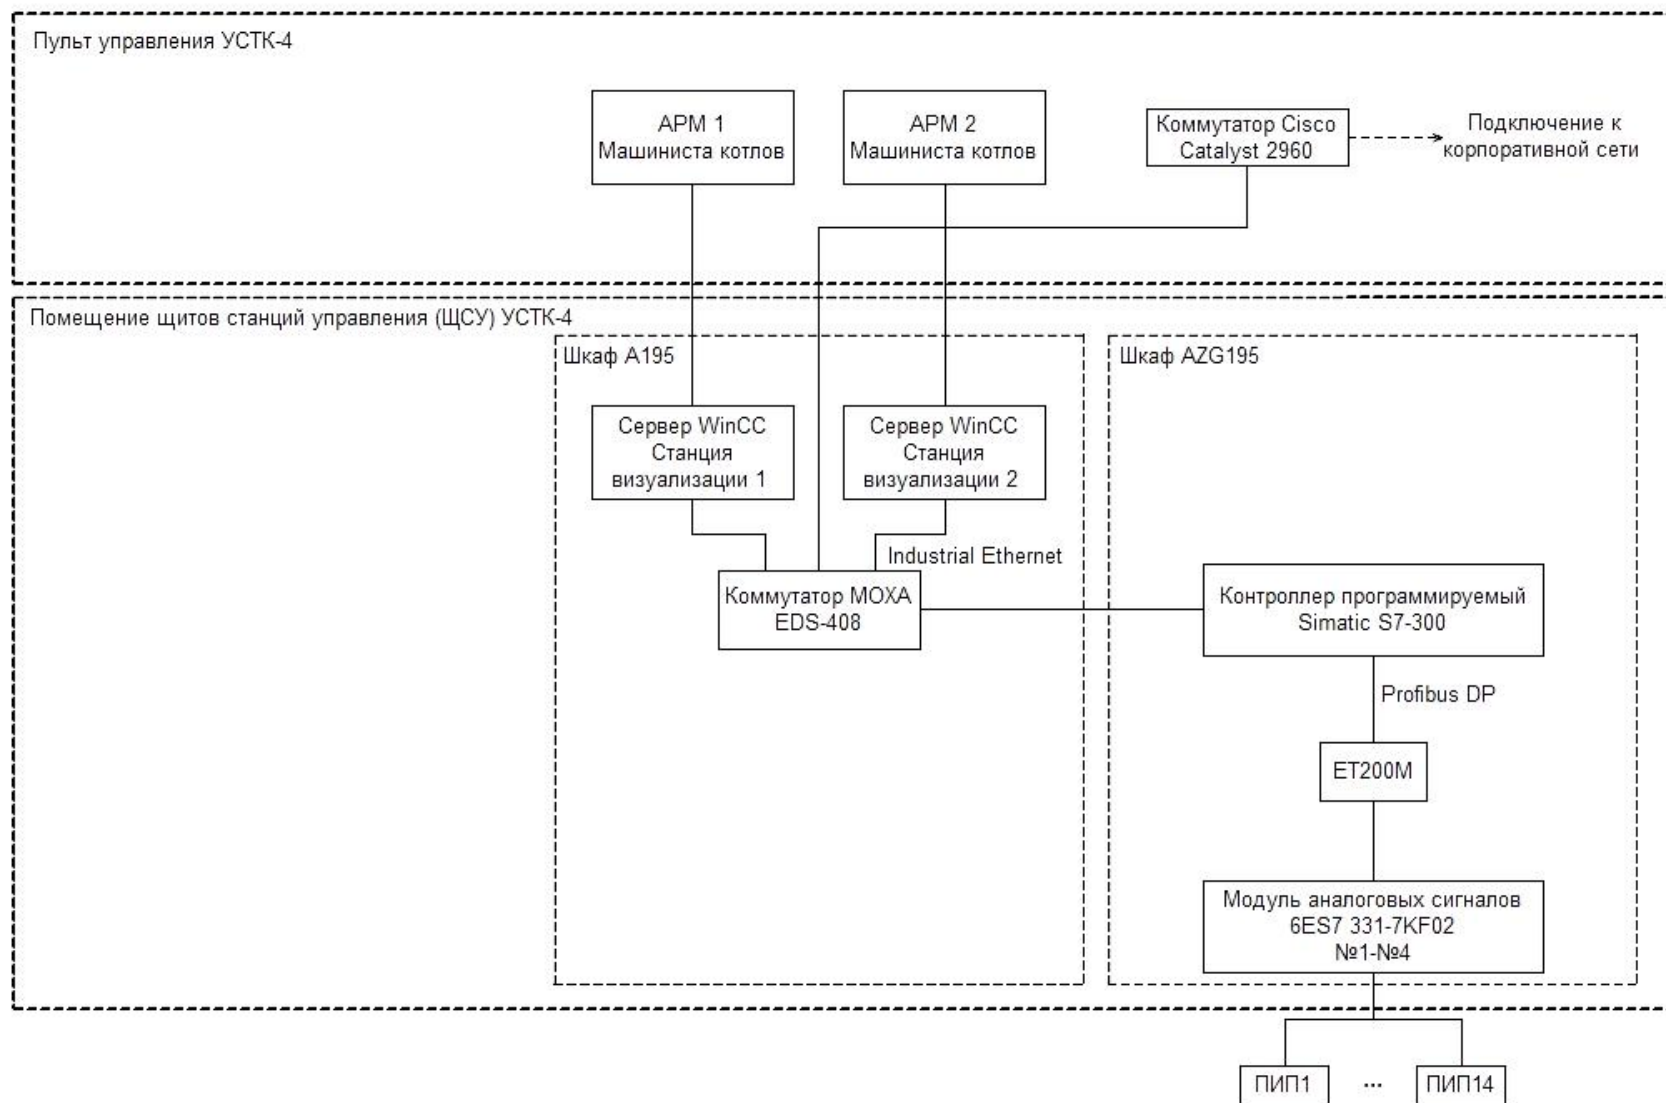 Пульт управления УСТК-4
АРМ 1
Машиниста котлов
АРМ 2
Машиниста котлов
Коммутатор Cisco
Catalyst 2960
Подключение к
корпоративной сети
Помещение щитов станций управления (ЩСУ) УСТК-4
Шкаф А195
Шкаф AZG195
Сервер WinCC
Станция
визуализации 1
Сервер WinCC
Станция
визуализации 2
Industrial Ethernet
Коммутатор MOXA
EDS-408
Контроллер программируемый
Simatic S7-300
Profibus DP
ET200M
Модуль аналоговых сигналов
6ES7 331-7KF02
№1-№4
ПИП1
...
ПИП14